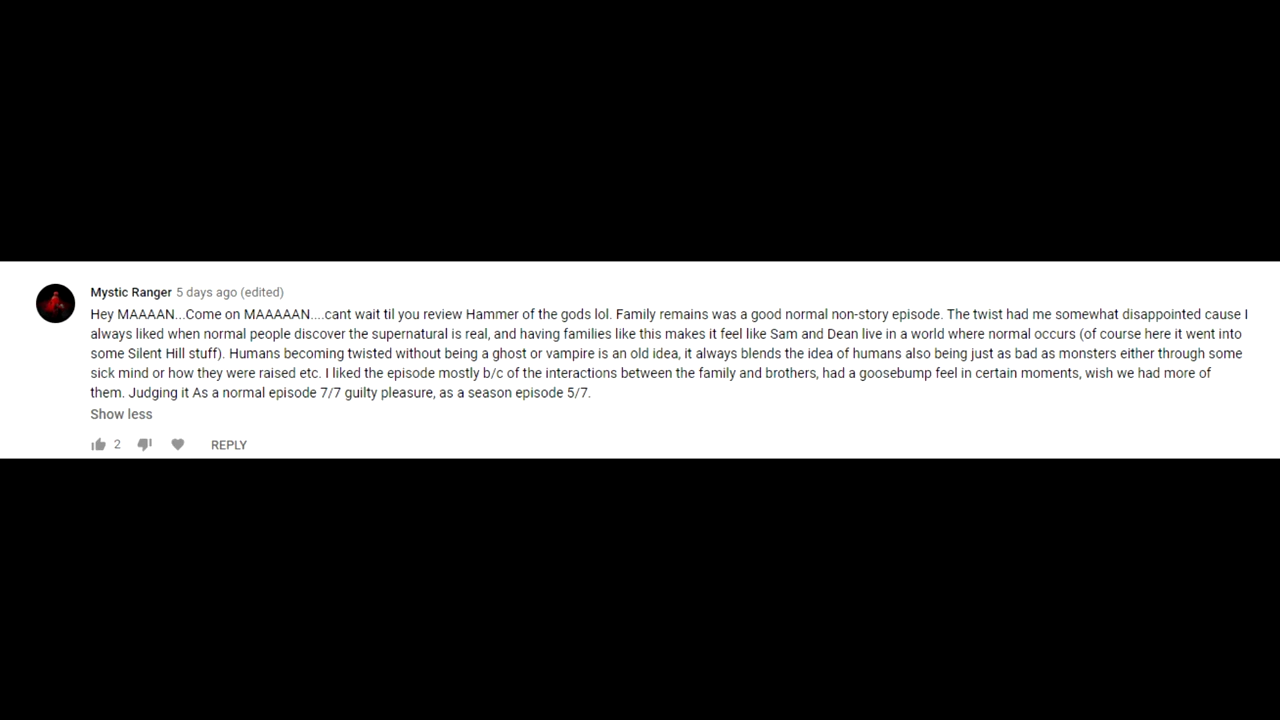 Mystic Ranger 5 days ago (edited)
Hey MAAAAN...Come on MAAAAAN....cant wait til you review Hammer of the gods lol. Family remains was a good normal non-story episode. The twist had me somewhat disappointed cause I
always liked when normal people discover the supernatural is real, and having families like this makes it feel like Sam and Dean live in a world where normal occurs (of course here it went into
some Silent Hill stuff). Humans becoming twisted without being a ghost or vampire is an old idea, it always blends the idea of humans also being just as bad as monsters either through some
sick mind or how they were raised etc. I liked the episode mostly b/c of the interactions between the family and brothers, had a goosebump feel in certain moments, wish we had more of
them. Judging it As a normal episode 7/7 guilty pleasure, as a season episode 5/7.
Show less
2 REPLY